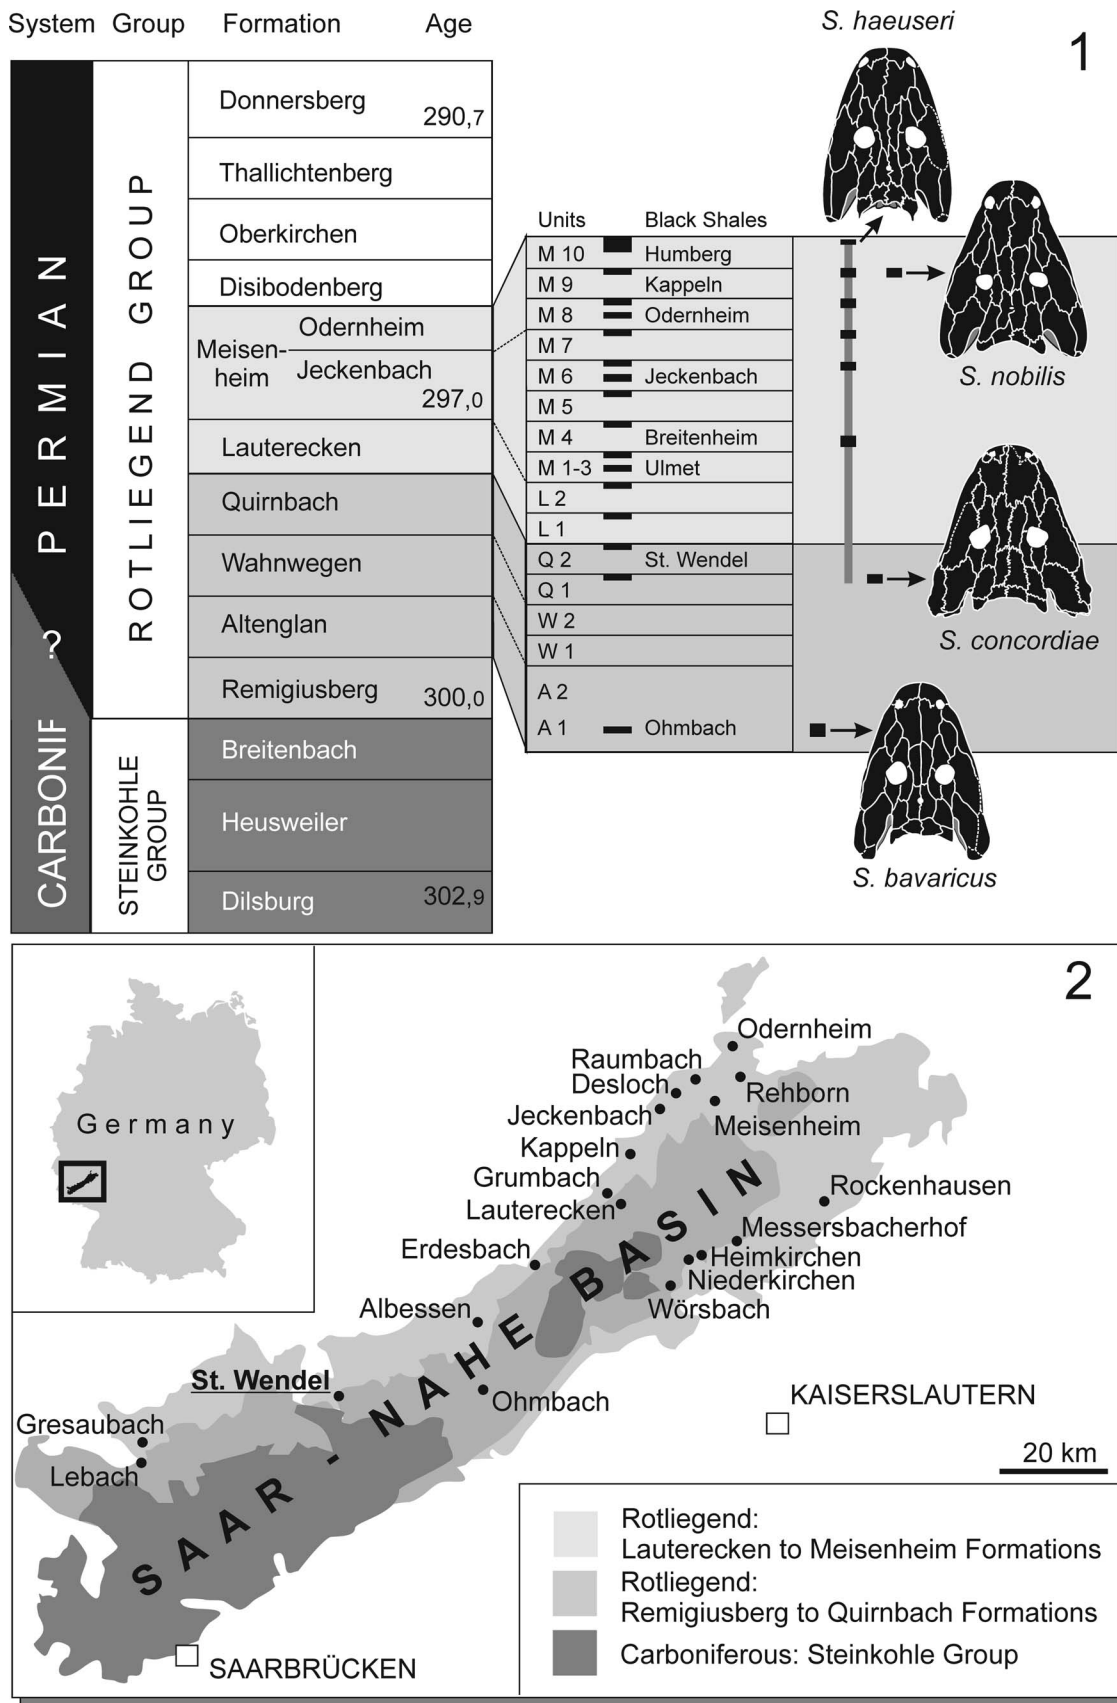 System Group Formation Age
1
S. haeuseri
Donnersberg
290,7
Thallichtenberg
Oberkirchen
Disibodenberg
Odernheim
Meisen-
heim
Jeckenbach
297,0
Lauterecken
Quirnbach
Wahnwegen
Altenglan
Remigiusberg 300,0
Breitenbach
Heusweiler
Dilsburg 302,9
PERMIAN
?
CARBONIF
ROTLIEGEND GROUP
STEINKOHLE
GROUP
Units Black Shales
M 10 Humberg
M 9 Kappeln
M 8 Odernheim
M 7
M 6 Jeckenbach
M 5
M 4 Breitenheim
M 1-3 Ulmet
L 2
L 1
Q 2 St. Wendel
Q 1
W 2
W 1
A 2
A 1 Ohmbach
S. nobilis
S. concordiae
S. bavaricus
2
Germany
Odernheim
Raumbach
Desloch
Rehborn
Jeckenbach
Meisenheim
Kappeln
Grumbach
Lauterecken
Rockenhausen
Messersbacherhof
Erdesbach
Heimkirchen
Niederkirchen
Wörsbach
Albessen
St. Wendel
Ohmbach
Gresaubach
Lebach
SAAR - NAHE BASIN
KAISERSLAUTERN
20 km
SAARBRÜCKEN
Rotliegend:
Lauterecken to Meisenheim Formations
Rotliegend:
Remigiusberg to Quirnbach Formations
Carboniferous: Steinkohle Group